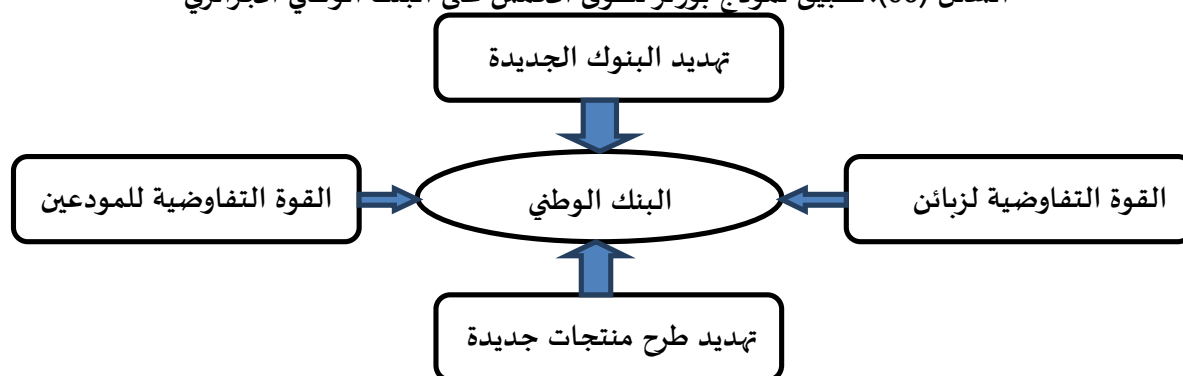 تهديد البنوك الجديدة
القوة التفاوضية لزبائن
البنك الوطني
القوة التفاوضية للمودعين
تهديد طرح منتجات جديدة